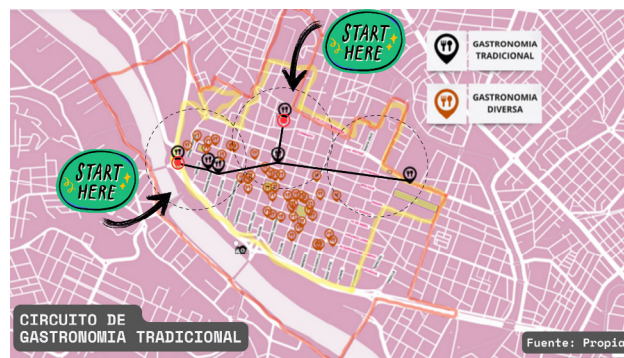 START
HERE
GASTRONOMIA
TRADICIONAL
GASTRONOMIA
DIVERSA
START
HERE
CIRCUITO DE
GASTRONOMIA TRADICIONAL
Fuente: Propia